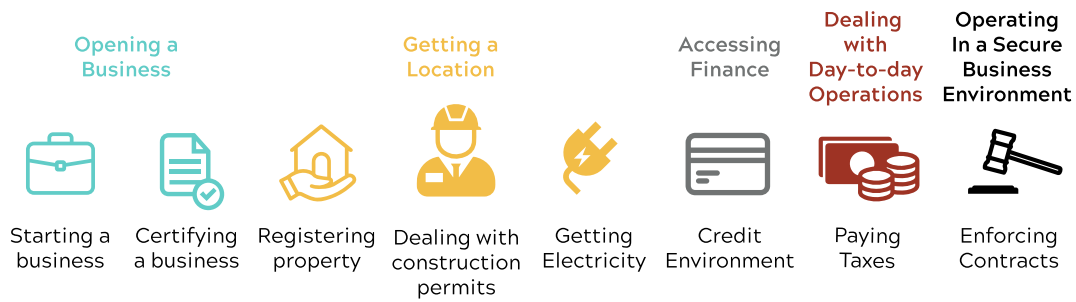 Opening a
Business
Getting a
Location
Accessing
Finance
Dealing
with
Day-to-day
Operations
Operating
In a Secure
Business
Environment
Starting a
business
Certifying
a business
Registering
property
Dealing with
construction
permits
Getting
Electricity
Credit
Environment
Paying
Taxes
Enforcing
Contracts